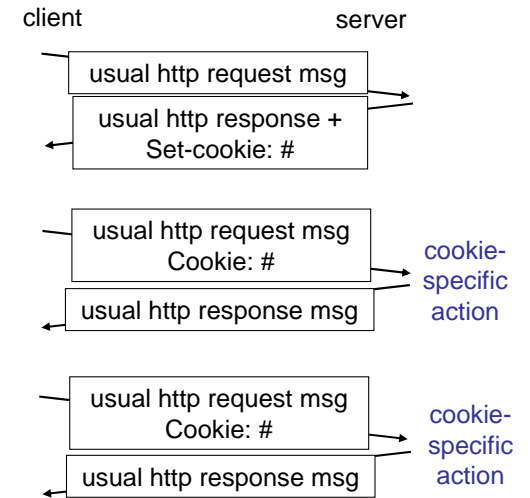 client
server
usual http request msg
usual http response +
Set-cookie: #
usual http request msg
Cookie: #
cookie-
specific
action
usual http response msg
usual http request msg
Cookie: #
cookie-
specific
action
usual http response msg